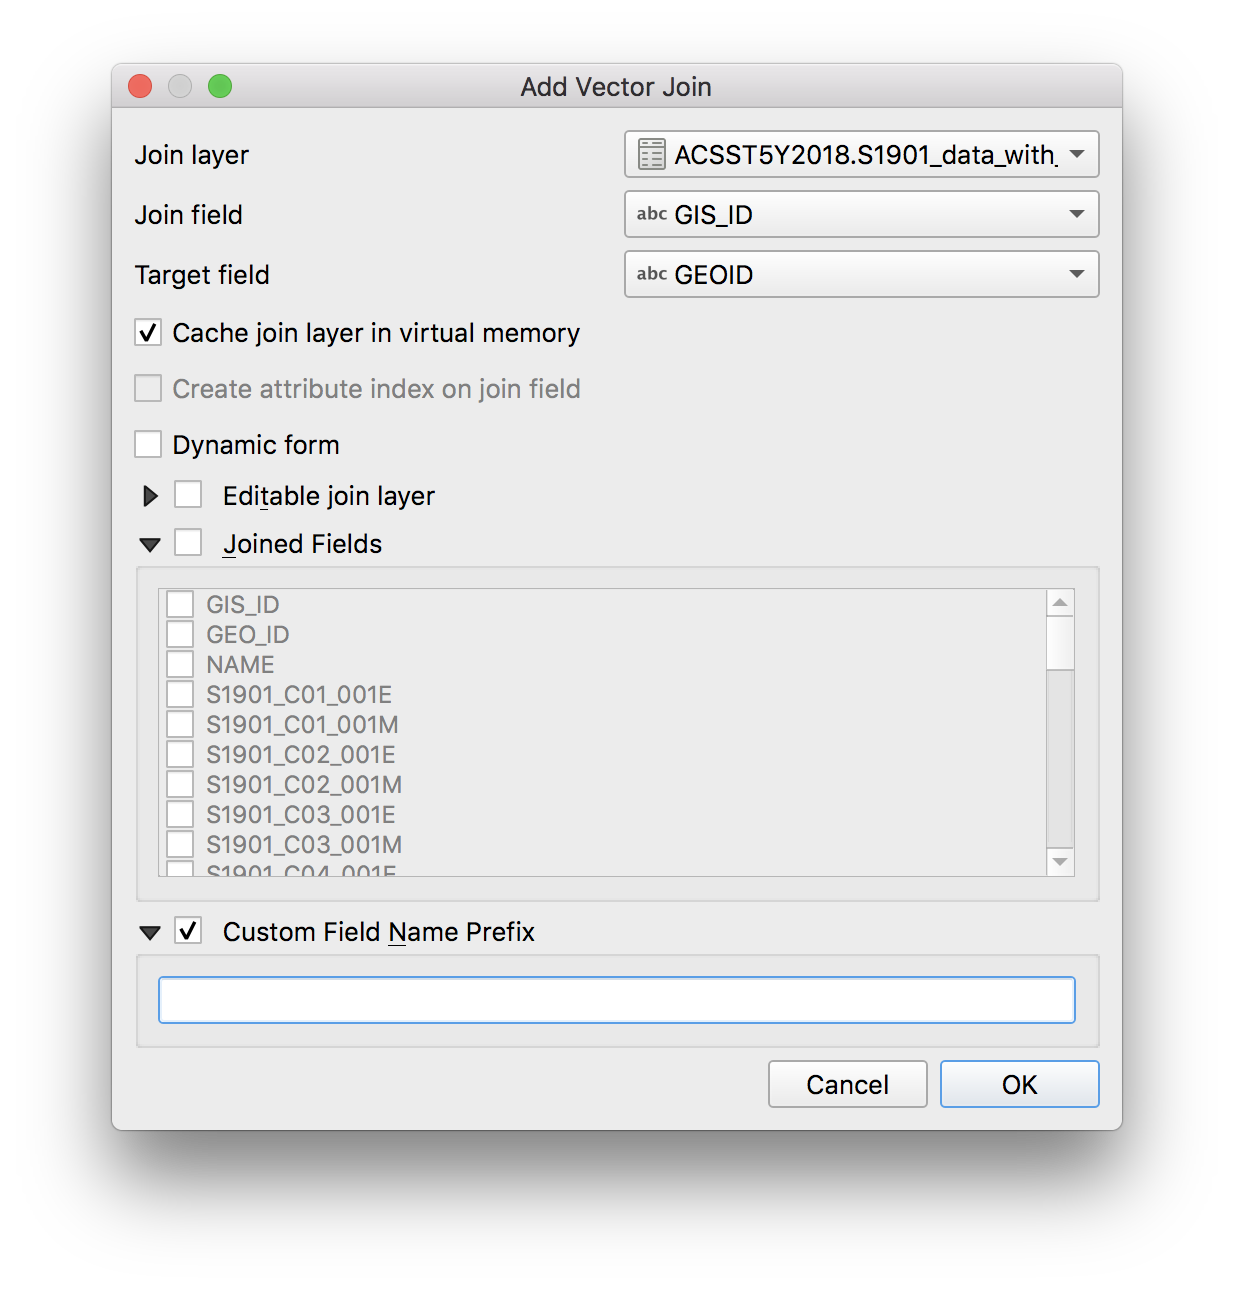 Add Vector Join
Join layer
ACSST5Y2018.S1901_data_with_
Join field
abc GIS_ID
Target field
abc GEOID
Cache join layer in virtual memory
Create attribute index on join field
Dynamic form
Editable join layer
Joined Fields
GIS_ID
GEO_ID
NAME
S1901_C01_001E
S1901_C01_001M
S1901_C02_001E
S1901_C02_001M
S1901_C03_001E
S1901_C03_001M
S1901_C04_001E
Custom Field Name Prefix
Cancel
OK